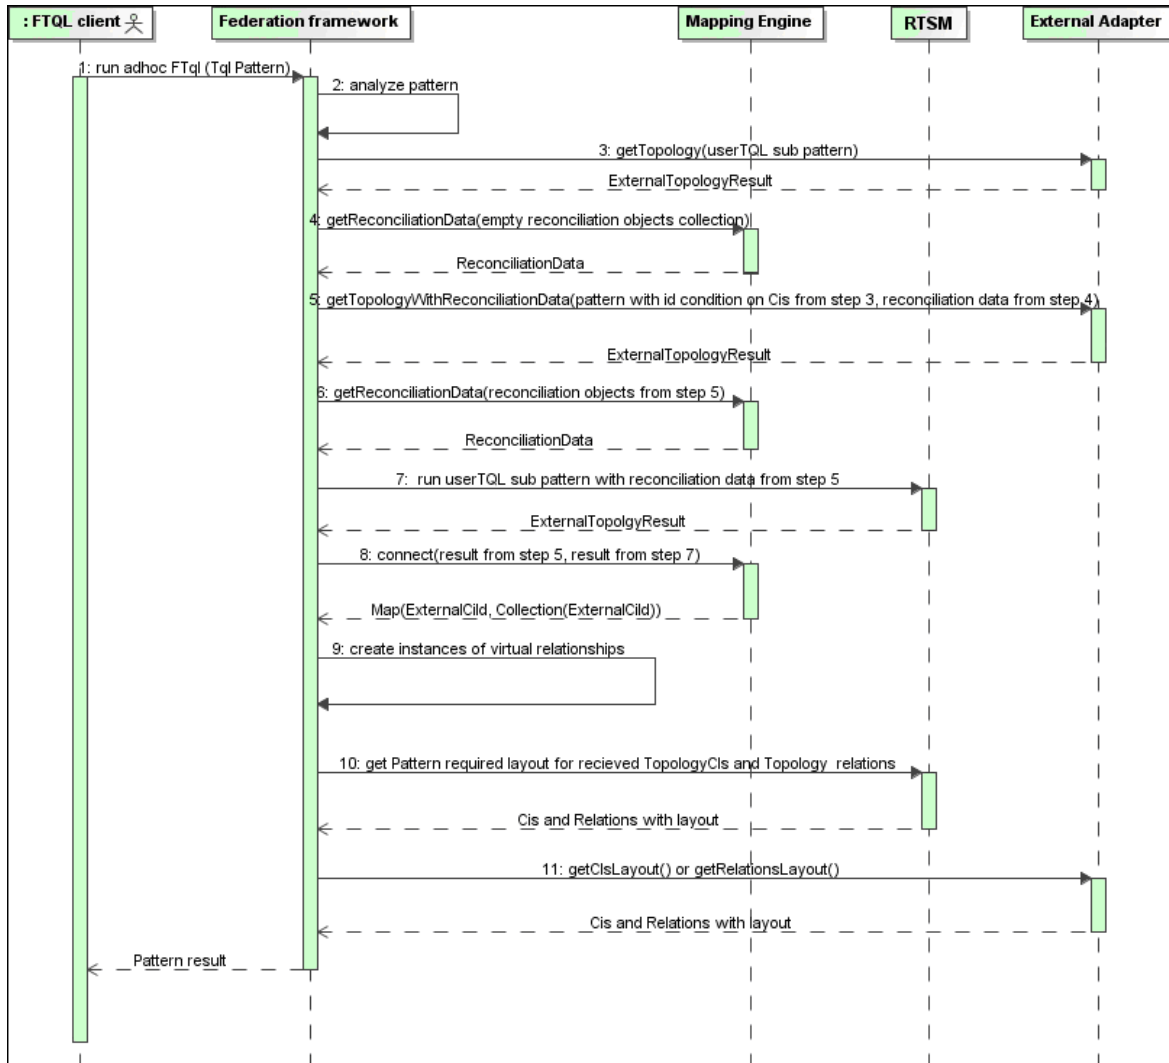 : FTQL client
Federation framework
Mapping Engine
RTSM
External Adapter
1: run adhoc FTql (Tql Pattern)
2: analyze pattern
3: getTopology(userTQL sub pattern)
ExternalTopologyResult
4: getReconciliationData(empty reconciliation objects collection)
ReconciliationData
5: getTopologyWithReconciliationData(pattern with id condition on Cis from step 3, reconciliation data from step 4)
ExternalTopologyResult
6: getReconciliationData(reconciliation objects from step 5)
ReconciliationData
7: run userTQL sub pattern with reconciliation data from step 5
ExternalTopolgyResult
8: connect(result from step 5, result from step 7)
Map(ExternalCiId, Collection(ExternalCiId))
9: create instances of virtual relationships
10: get Pattern required layout for recieved TopologyCIs and Topology relations
Cis and Relations with layout
11: getCIsLayout() or getRelationsLayout()
Cis and Relations with layout
Pattern result